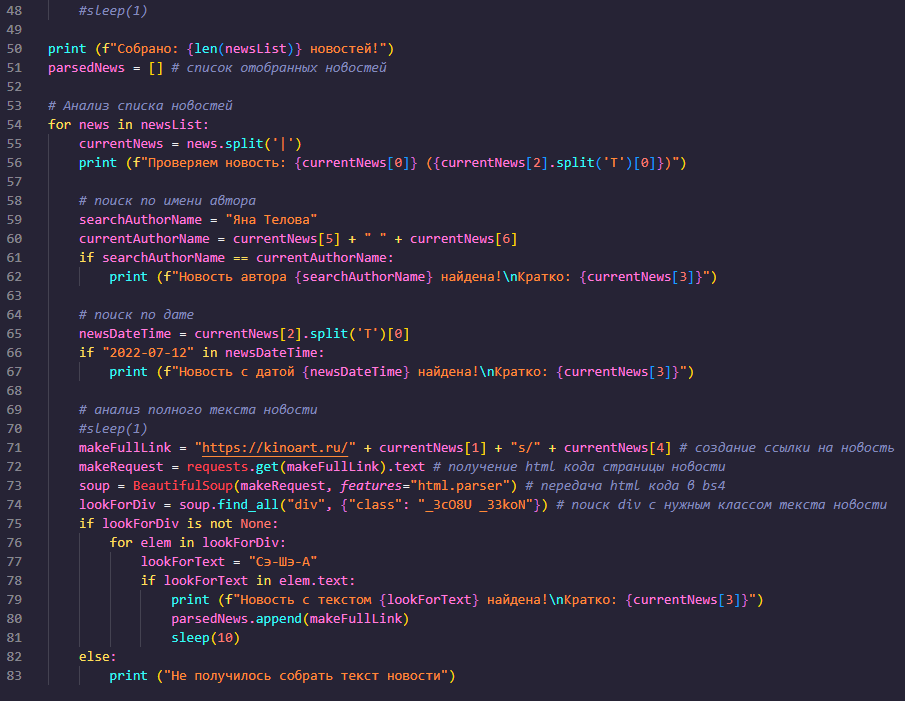 48 #sleep(1)
49
50 print (f"Собрано: {len(newsList)} новостей!")
51 parsedNews = [] # список отобранных новостей
52
53 # Анализ списка новостей
54 for news in newsList:
55 currentNews = news.split('|')
56 print (f"Проверяем новость: {currentNews[0]} ({currentNews[2].split('T')[0]})")
57
58 # поиск по имени автора
59 searchAuthorName = "Яна Телова"
60 currentAuthorName = currentNews[5] + " " + currentNews[6]
61 if searchAuthorName == currentAuthorName:
62 print (f"Новость автора {searchAuthorName} найдена!\nКратко: {currentNews[3]}")
63
64 # поиск по дате
65 newsDateTime = currentNews[2].split('T')[0]
66 if "2022-07-12" in newsDateTime:
67 print (f"Новость с датой {newsDateTime} найдена!\nКратко: {currentNews[3]}")
68
69 # анализ полного текста новости
70 #sleep(1)
71 makeFullLink = "https://kinoart.ru/" + currentNews[1] + "s/" + currentNews[4] # создание ссылки на новость
72 makeRequest = requests.get(makeFullLink).text # получение html кода страницы новости
73 soup = BeautifulSoup(makeRequest, features="html.parser") # передача html кода в bs4
74 lookForDiv = soup.find_all("div", {"class": "_3cO8U _33koN"}) # поиск div с нужным классом текста новости
75 if lookForDiv is not None:
76 for elem in lookForDiv:
77 lookForText = "Сэ-Шэ-А"
78 if lookForText in elem.text:
79 print (f"Новость с текстом {lookForText} найдена!\nКратко: {currentNews[3]}")
80 parsedNews.append(makeFullLink)
81 sleep(10)
82 else:
83 print ("Не получилось собрать текст новости")